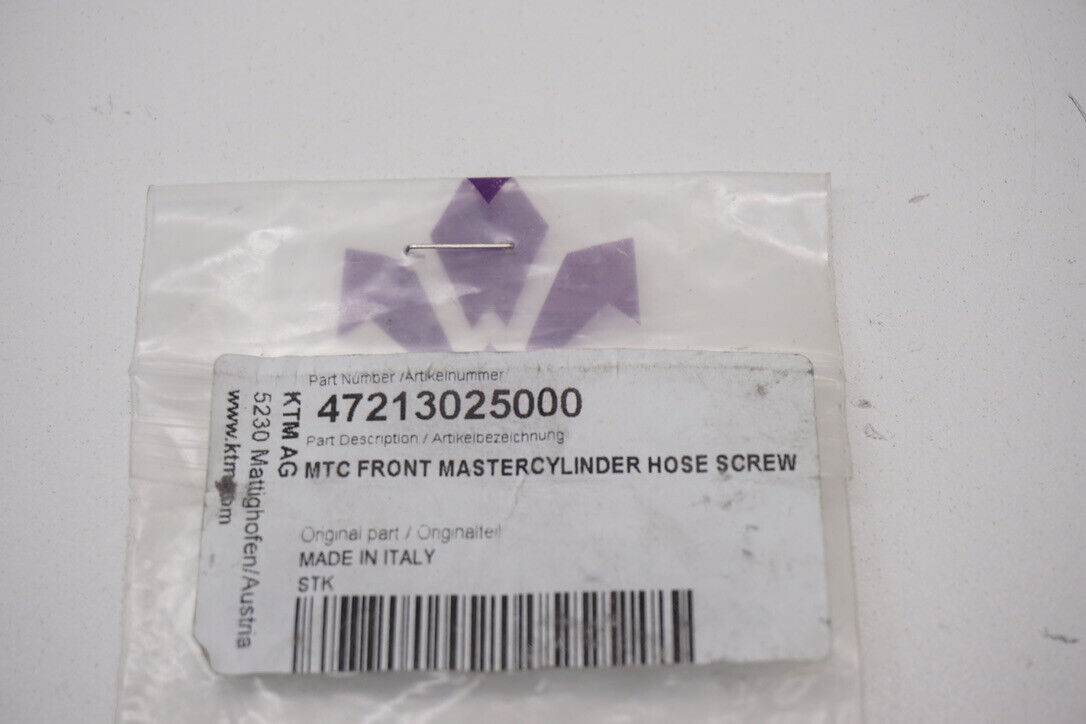 Part Number /Artikelnummer
47213025000
Part Description / Artikelbezeichnung
MTC FRONT MASTERCYLINDER HOSE SCREW
Original part / Originalteil
MADE IN ITALY
STK
KTM AG
5230 Mattighofen/Austria